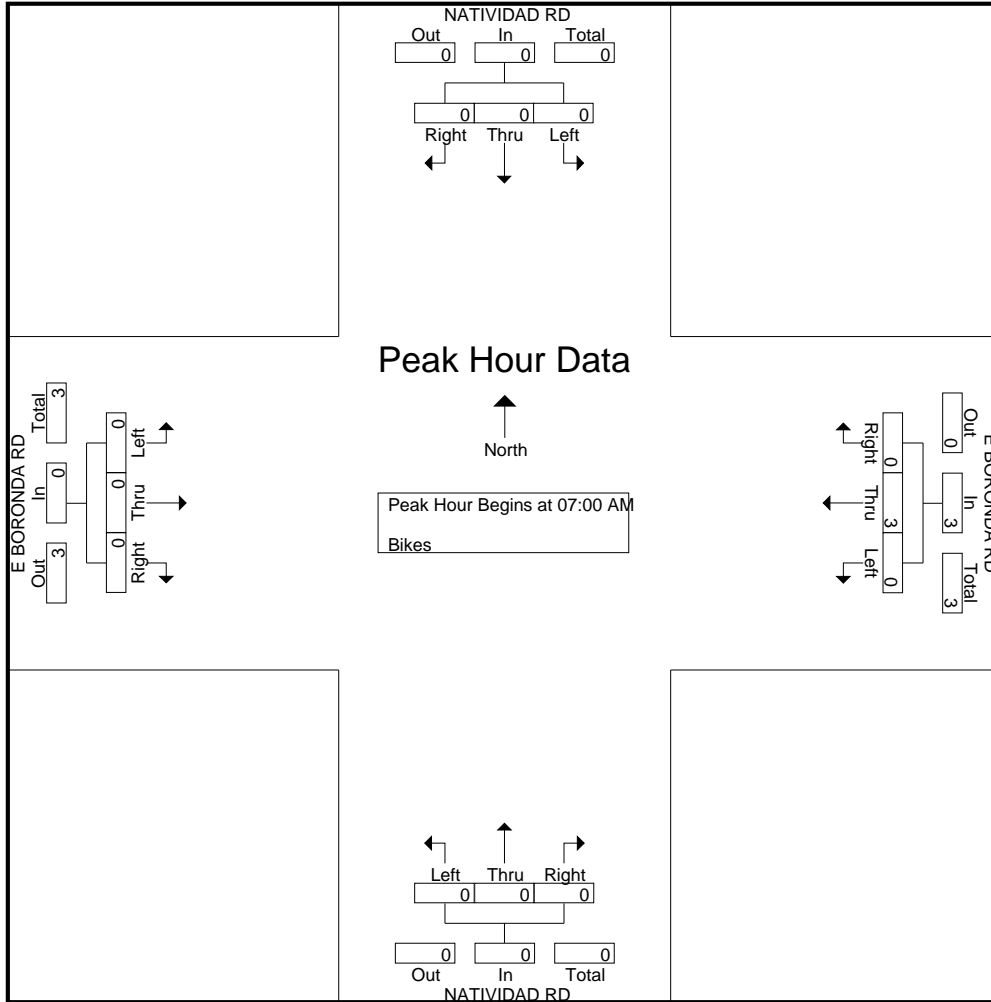 NATIVIDAD RD
Out In Total
0 0 0
0 0 0
Right Thru Left
Peak Hour Data
North
Peak Hour Begins at 07:00 AM
Bikes
E BORONDA RD
Total In Out
3 0 3
0 0 0
Left Thru Right
E BORONDA RD
Out In Total
0 3 3
0 3 0
Right Thru Left
Left Thru Right
0 0 0
0 0 0
Out In Total
NATIVIDAD RD